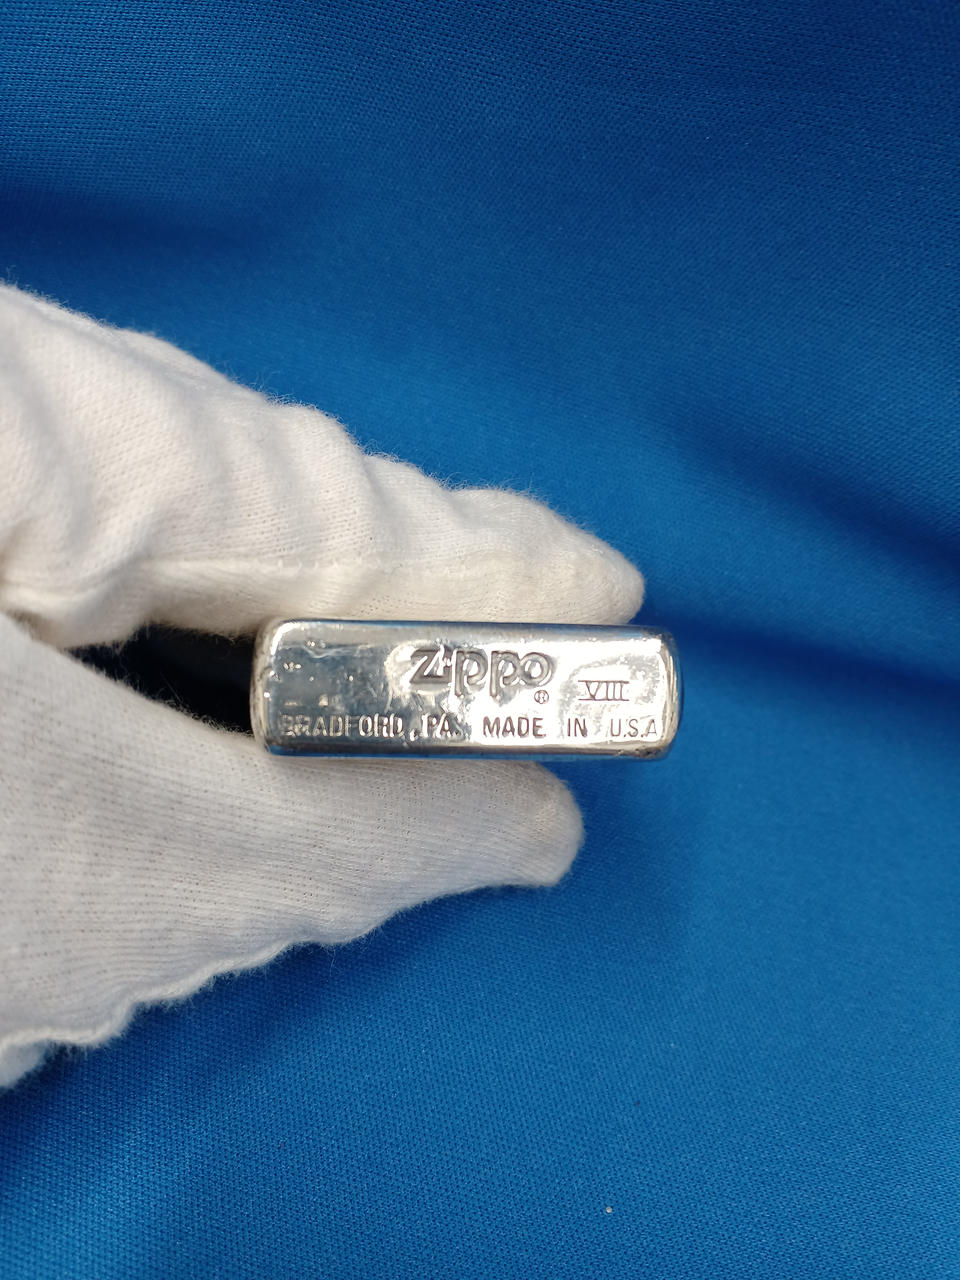 Zippo ®
VIII
BRADFORD, PA. MADE IN U.S.A